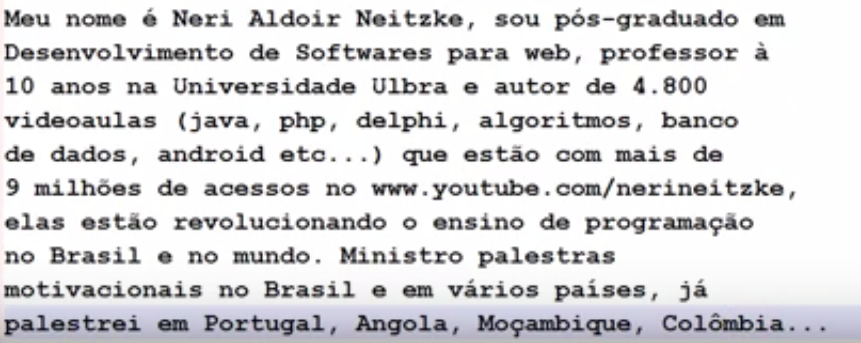 Meu nome é Neri Aldoir Neitzke, sou pós-graduado em
Desenvolvimento de Softwares para web, professor à
10 anos na Universidade Ulbra e autor de 4.800
videoaulas (java, php, delphi, algoritmos, banco
de dados, android etc...) que estão com mais de
9 milhões de acessos no www.youtube.com/nerineitzke,
elas estão revolucionando o ensino de programação
no Brasil e no mundo. Ministro palestras
motivacionais no Brasil e em vários países, já
palestrei em Portugal, Angola, Moçambique, Colômbia...